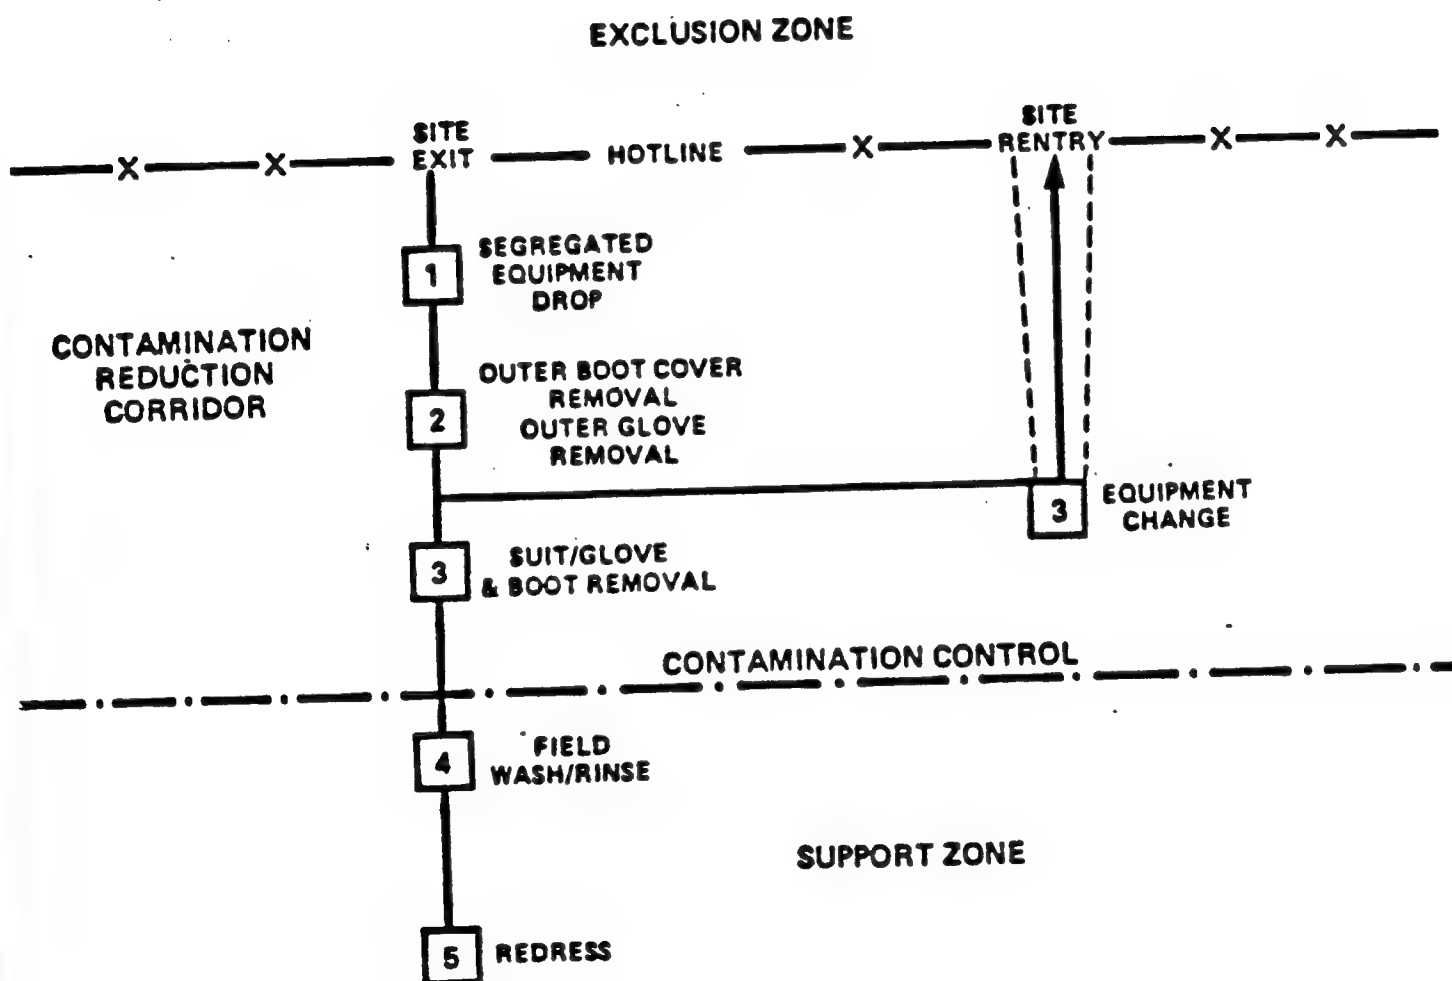 EXCLUSION ZONE
SITE
EXIT
HOTLINE
SITE
RENTRY
X X X X X
1
SEGREGATED
EQUIPMENT
DROP
CONTAMINATION
REDUCTION
CORRIDOR
2
OUTER BOOT COVER
REMOVAL
OUTER GLOVE
REMOVAL
3
EQUIPMENT
CHANGE
3
SUIT/GLOVE
& BOOT REMOVAL
CONTAMINATION CONTROL
4
FIELD
WASH/RINSE
SUPPORT ZONE
5
REDRESS